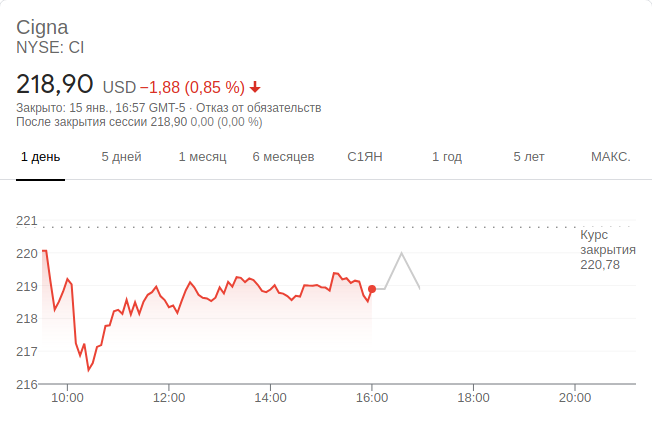 Cigna
NYSE: CI
218,90 USD −1,88 (0,85 %)
Закрыто: 15 янв., 16:57 GMT-5 · Отказ от обязательств
После закрытия сессии 218,90 0,00 (0,00 %)
1 день 5 дней 1 месяц 6 месяцев С1ЯН 1 год 5 лет МАКС.
221
Курс
закрытия
220,78
220
219
218
217
216
10:00 12:00 14:00 16:00 18:00 20:00